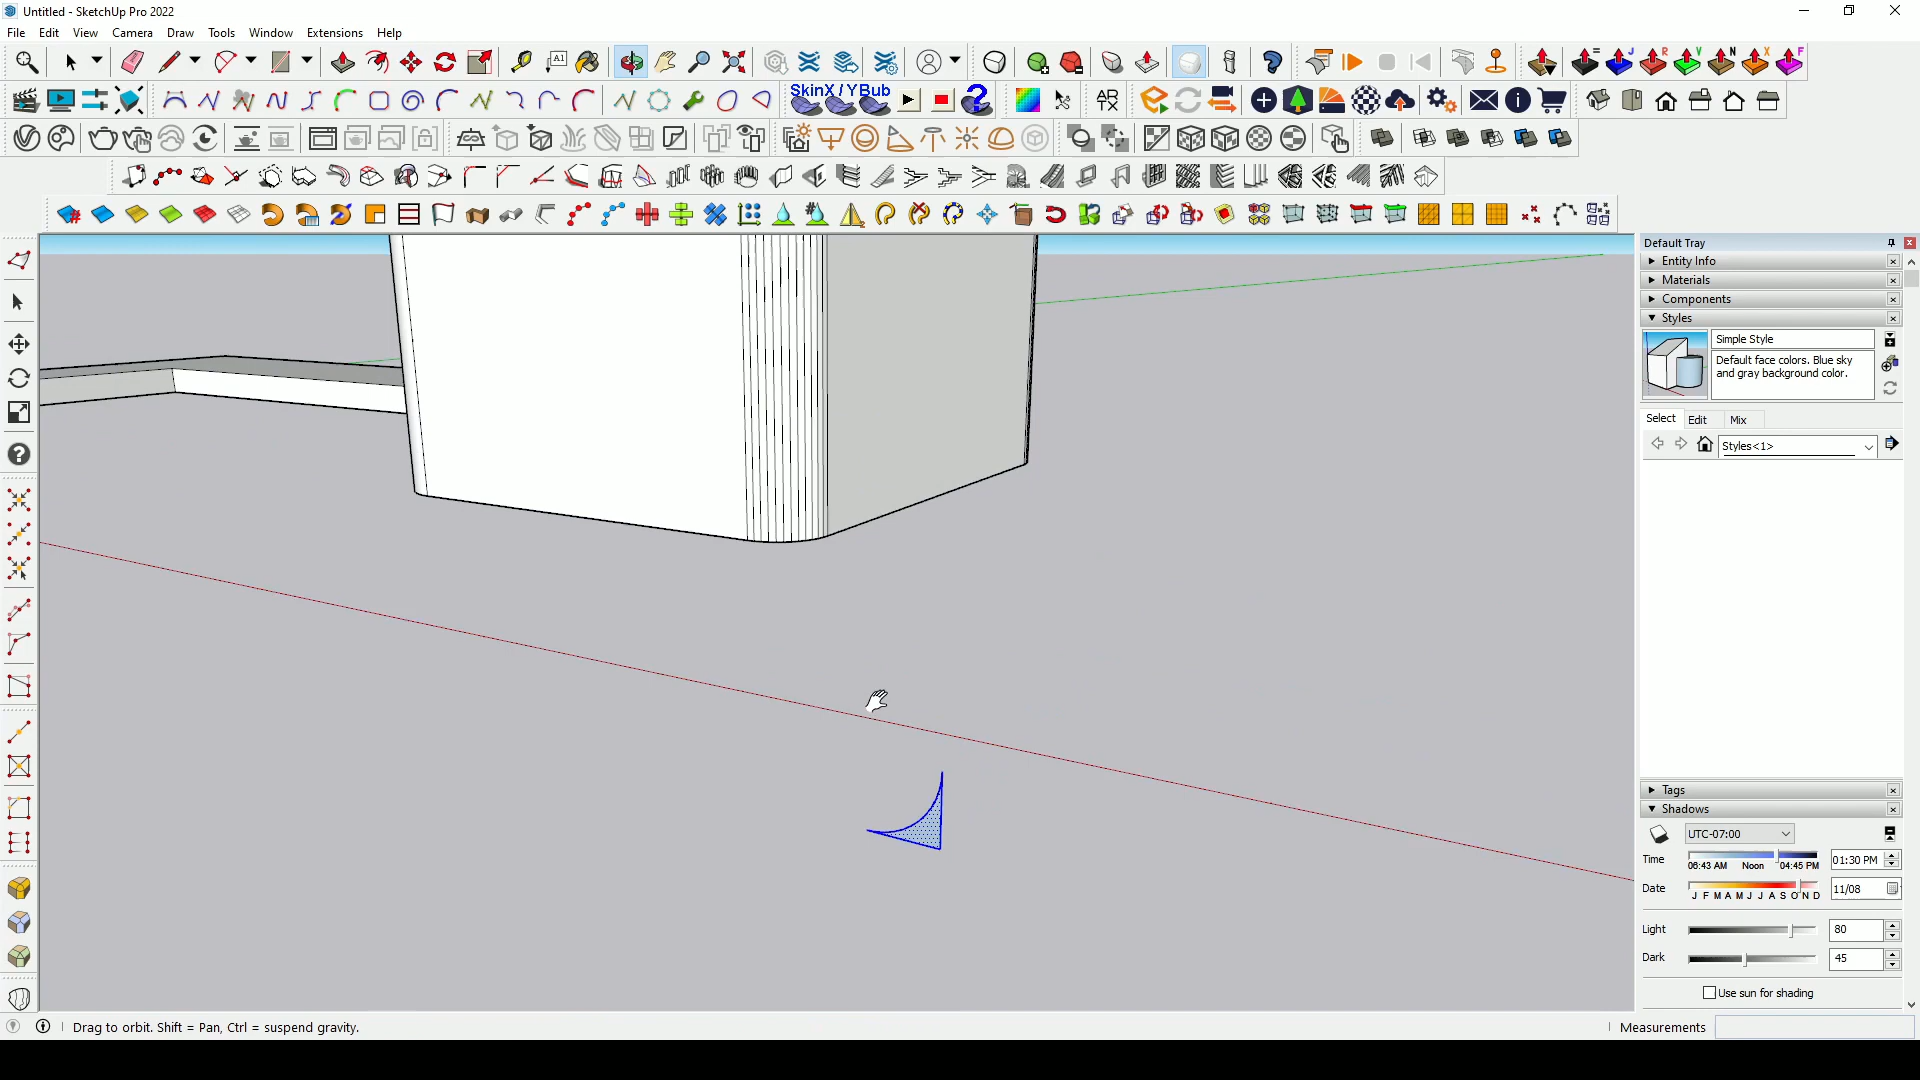 Untitled - SketchUp Pro 2022
File Edit View Camera Draw Tools Window Extensions Help
A1
= J R V N X F
SkinX / YBub
AR
Default Tray
Entity Info
Materials
Components
Styles
Simple Style
Default face colors. Blue sky
and gray background color.
Select Edit Mix
Styles<1>
Tags
Shadows
UTC-07:00
Time 06:43 AM Noon 04:45 PM 01:30 PM
Date J F M A M J J A S O N D 11/08
Light 80
Dark 45
Use sun for shading
Drag to orbit. Shift = Pan, Ctrl = suspend gravity.
Measurements